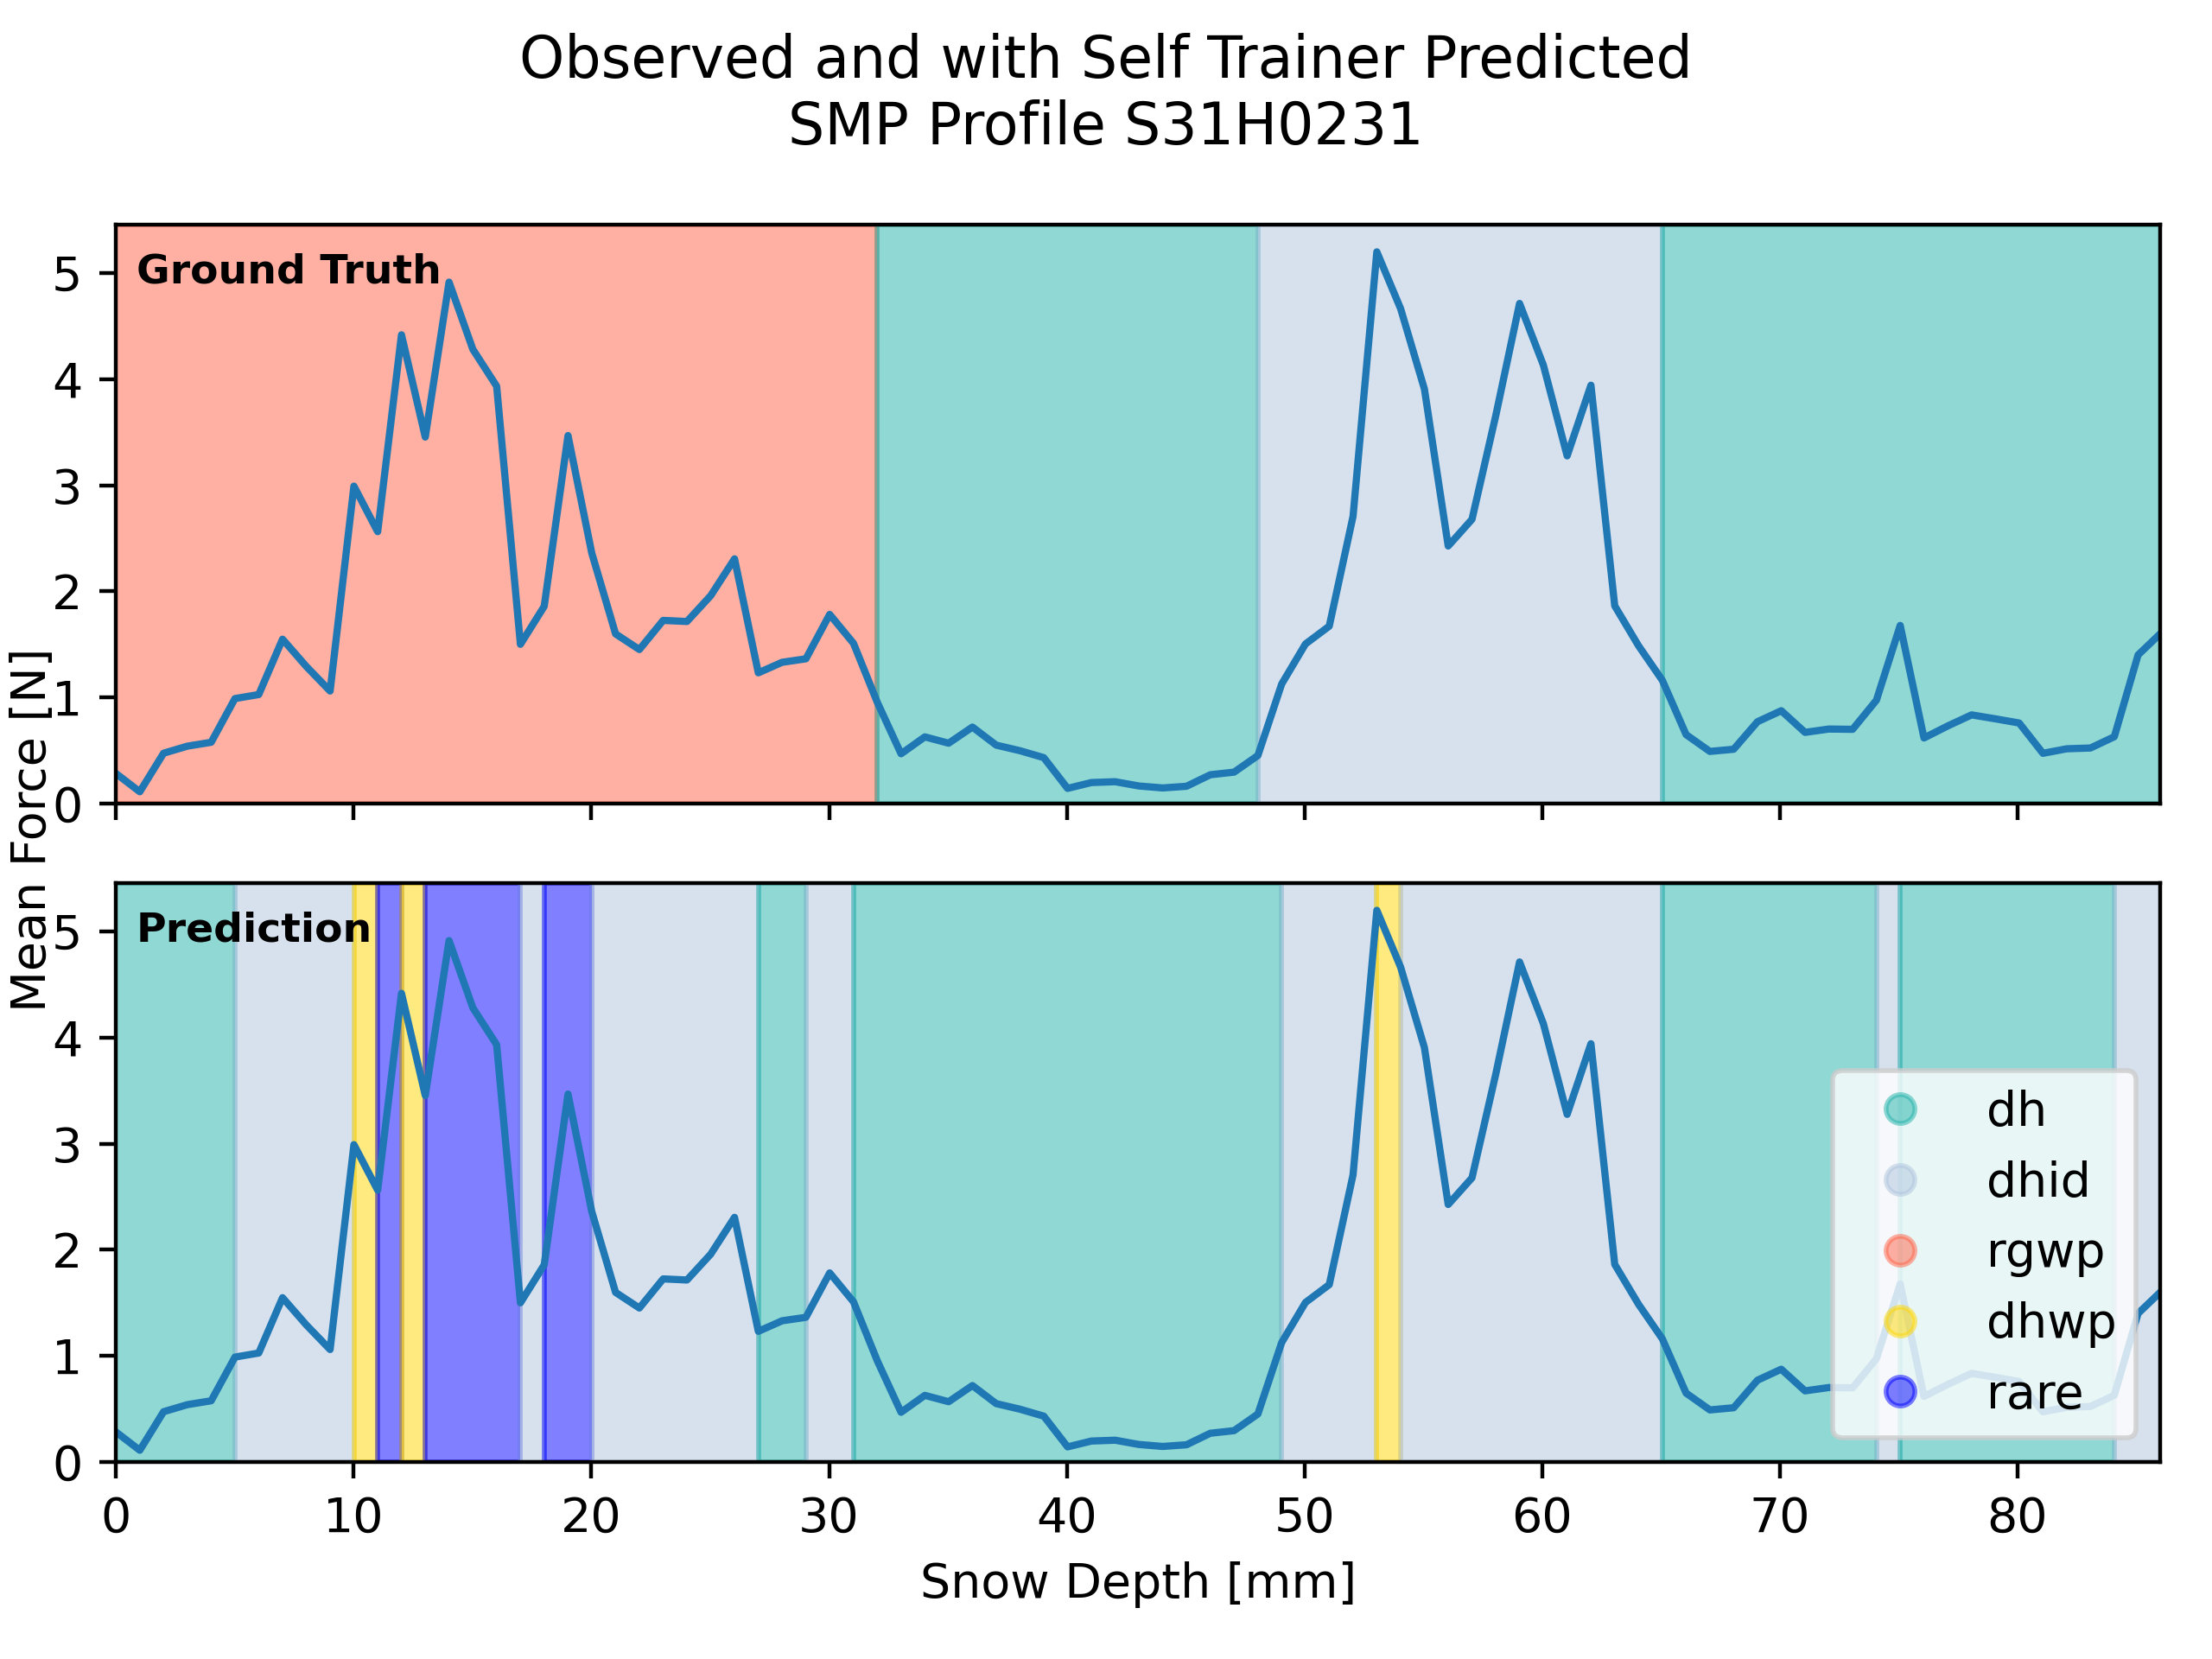 Observed and with Self Trainer Predicted
SMP Profile S31H0231
Mean Force [N]
Ground Truth
5
4
3
2
1
0
Prediction
5
4
3
2
1
0
dh
dhid
rgwp
dhwp
rare
0 10 20 30 40 50 60 70 80
Snow Depth [mm]